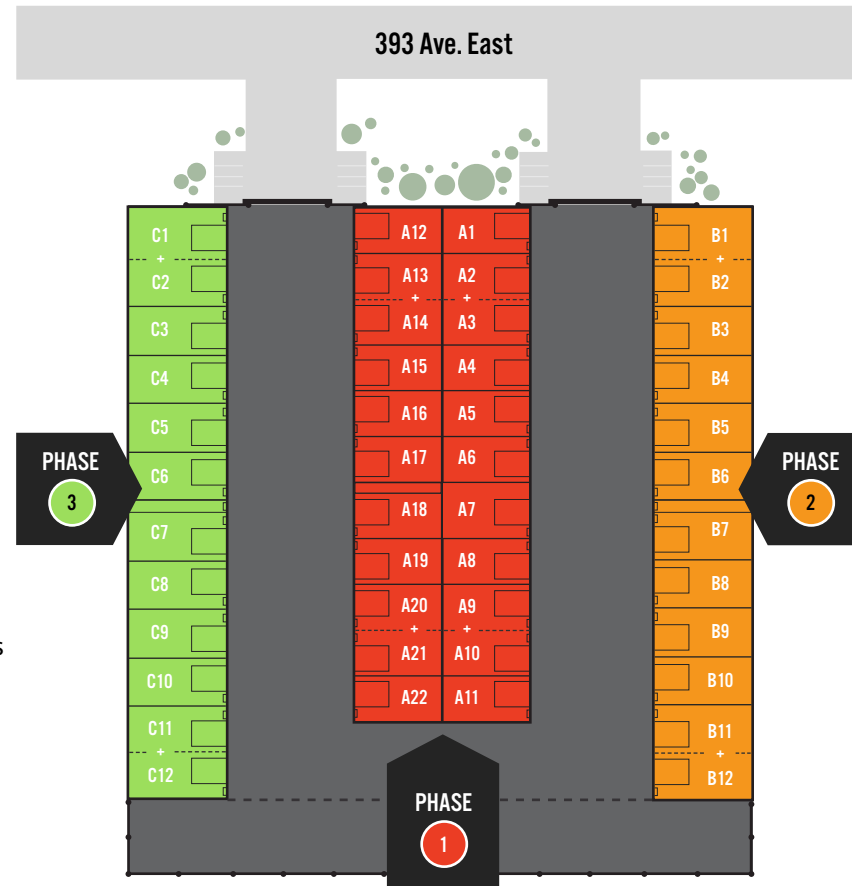 393 Ave. East
C1
+
C2
C3
C4
C5
C6
C7
C8
C9
C10
C11
+
C12
A12 A1
A13 A2
+ +
A14 A3
A15 A4
A16 A5
A17 A6
A18 A7
A19 A8
A20 A9
+ +
A21 A10
A22 A11
B1
+
B2
B3
B4
B5
B6
B7
B8
B9
B10
B11
+
B12
PHASE
3
PHASE
2
s
PHASE
1